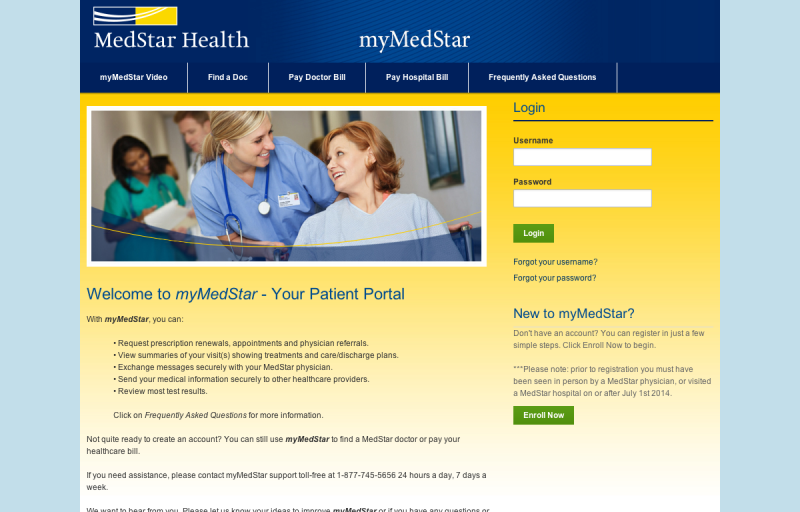 MedStar Health
myMedStar
myMedStar Video
Find a Doc
Pay Doctor Bill
Pay Hospital Bill
Frequently Asked Questions
Login
Username
Password
Login
Forgot your username?
Forgot your password?
Welcome to myMedStar - Your Patient Portal
With myMedStar, you can:
• Request prescription renewals, appointments and physician referrals.
• View summaries of your visit(s) showing treatments and care/discharge plans.
• Exchange messages securely with your MedStar physician.
• Send your medical information securely to other healthcare providers.
• Review most test results.
Click on Frequently Asked Questions for more information.
Not quite ready to create an account? You can still use myMedStar to find a MedStar doctor or pay your
healthcare bill.
If you need assistance, please contact myMedStar support toll-free at 1-877-745-5656 24 hours a day, 7 days a
week.
We want to hear from you. Please let us know your ideas to improve myMedStar or if you have any questions or
New to myMedStar?
Don't have an account? You can register in just a few
simple steps. Click Enroll Now to begin.
***Please note: prior to registration you must have
been seen in person by a MedStar physician, or visited
a MedStar hospital on or after July 1st 2014.
Enroll Now